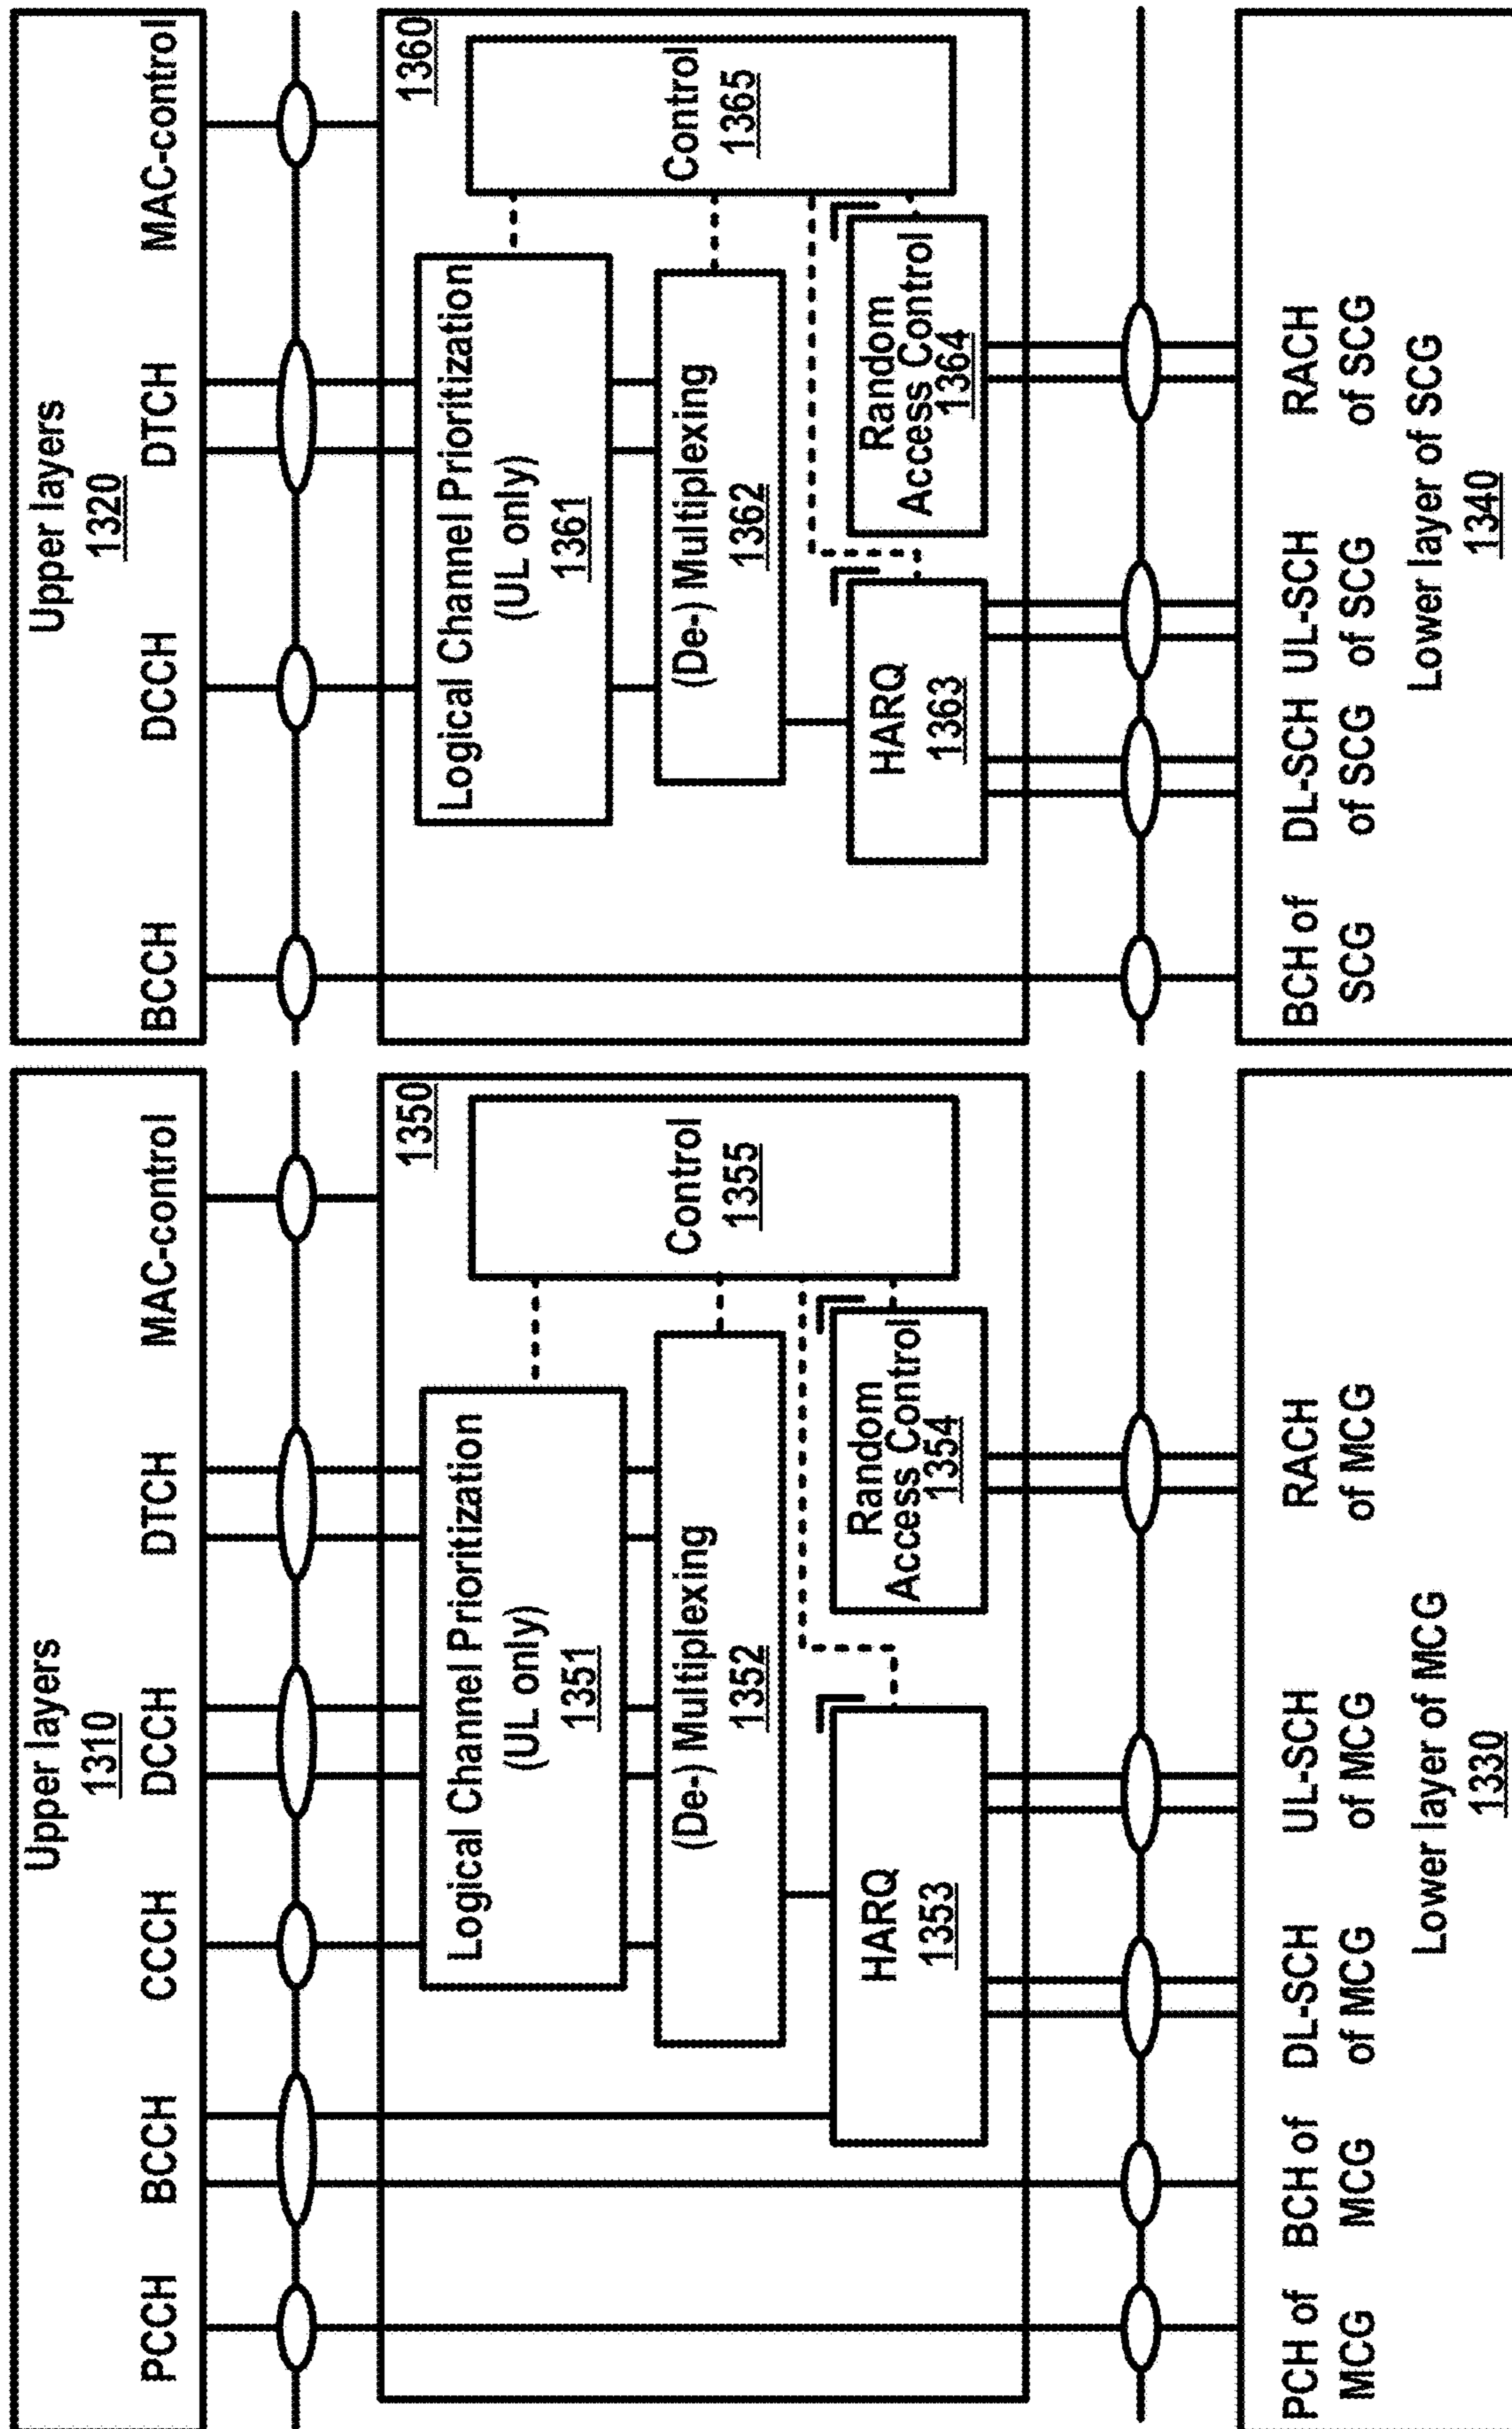 Upper layers
1310
PCCH
BCCH
CCCH
DCCH
DTCH
MAC-control
1350
Logical Channel Prioritization
(UL only)
1351
(De-) Multiplexing
1352
HARQ
1353
Random
Access Control
1354
Control
1355
PCH of
MCG
BCH of
MCG
DL-SCH
of MCG
UL-SCH
of MCG
RACH
of MCG
Lower layer of MCG
1330
Upper layers
1320
BCCH
DCCH
DTCH
MAC-control
1360
Logical Channel Prioritization
(UL only)
1361
(De-) Multiplexing
1362
HARQ
1363
Random
Access Control
1364
Control
1365
BCH of
SCG
DL-SCH
of SCG
UL-SCH
of SCG
RACH
of SCG
Lower layer of SCG
1340